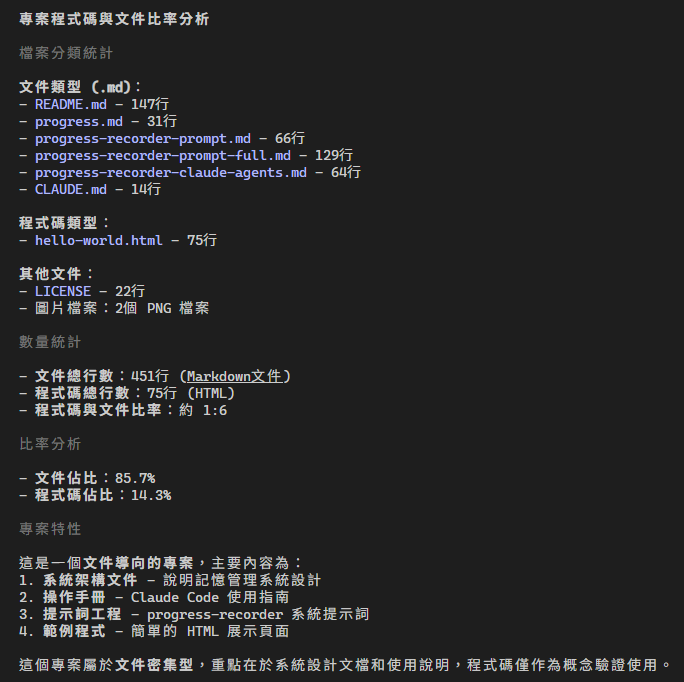 專案程式碼與文件比率分析
檔案分類統計
文件類型 (.md)：
- README.md - 147行
- progress.md - 31行
- progress-recorder-prompt.md - 66行
- progress-recorder-prompt-full.md - 129行
- progress-recorder-claude-agents.md - 64行
- CLAUDE.md - 14行
程式碼類型：
- hello-world.html - 75行
其他文件：
- LICENSE - 22行
- 圖片檔案：2個 PNG 檔案
數量統計
- 文件總行數：451行 (Markdown文件)
- 程式碼總行數：75行 (HTML)
- 程式碼與文件比率：約 1:6
比率分析
- 文件佔比：85.7%
- 程式碼佔比：14.3%
專案特性
這是一個文件導向的專案，主要內容為：
1. 系統架構文件 - 說明記憶管理系統設計
2. 操作手冊 - Claude Code 使用指南
3. 提示詞工程 - progress-recorder 系統提示詞
4. 範例程式 - 簡單的 HTML 展示頁面
這個專案屬於文件密集型，重點在於系統設計文檔和使用說明，程式碼僅作為概念驗證使用。